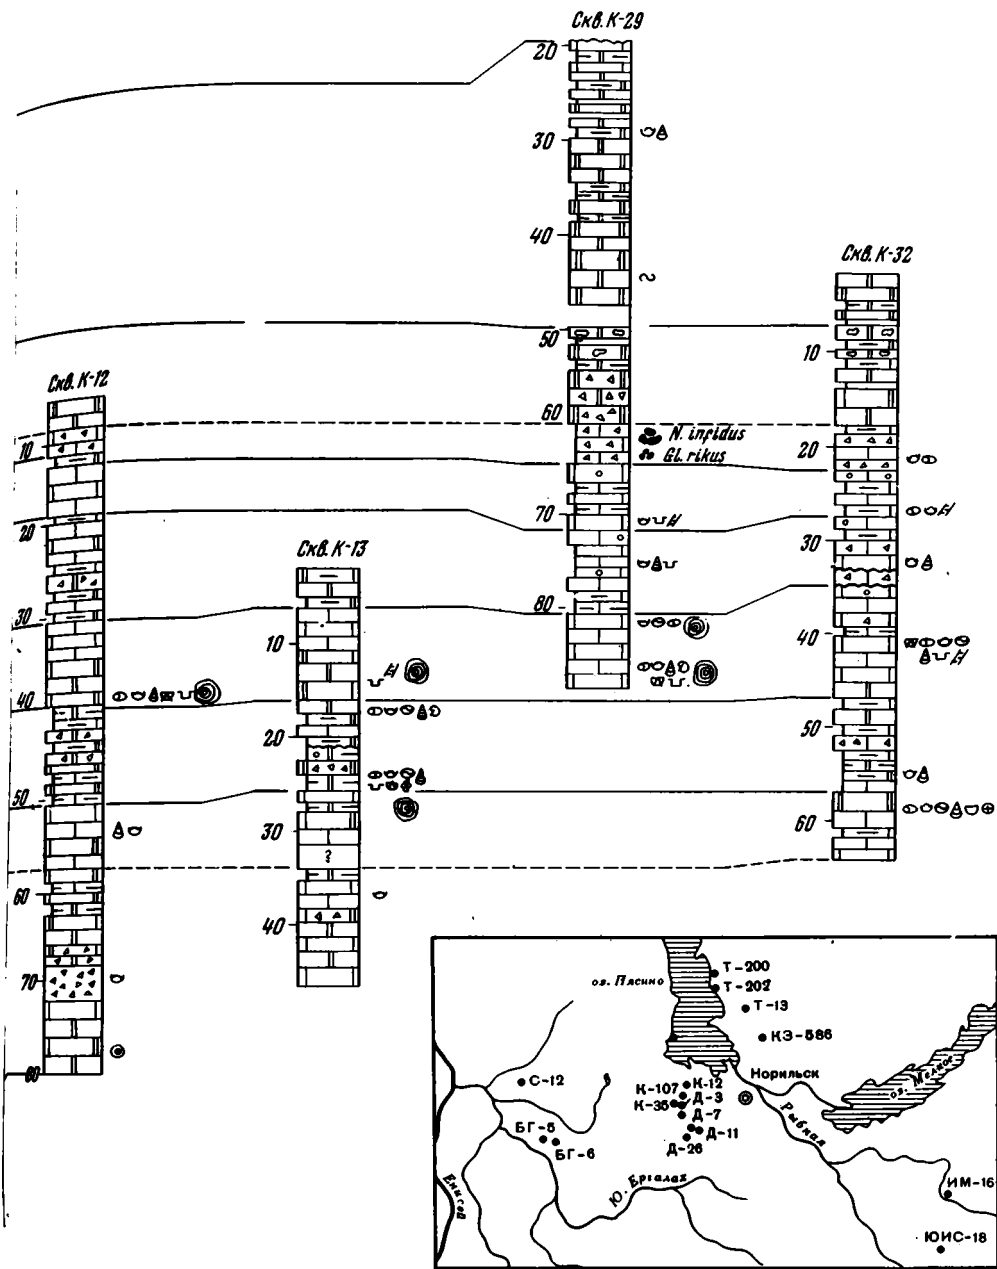 Скв. К-29
20
30
40
50
60
70
80
Скв. К-32
10
20
30
40
50
60
Скв. К-12
10
20
30
40
50
60
70
80
Скв. К-13
10
20
30
40
?
N. infidus
Gl. rikus
оз. Пясино
Т-200
Т-202
Т-13
КЗ-586
Норильск
оз. Мелкое
С-12
К-107
К-12
К-35
Д-3
Д-7
Д-11
Д-26
БГ-5
БГ-6
Рыбная
Ю. Ергалах
Енисей
ИМ-16
ЮИС-18